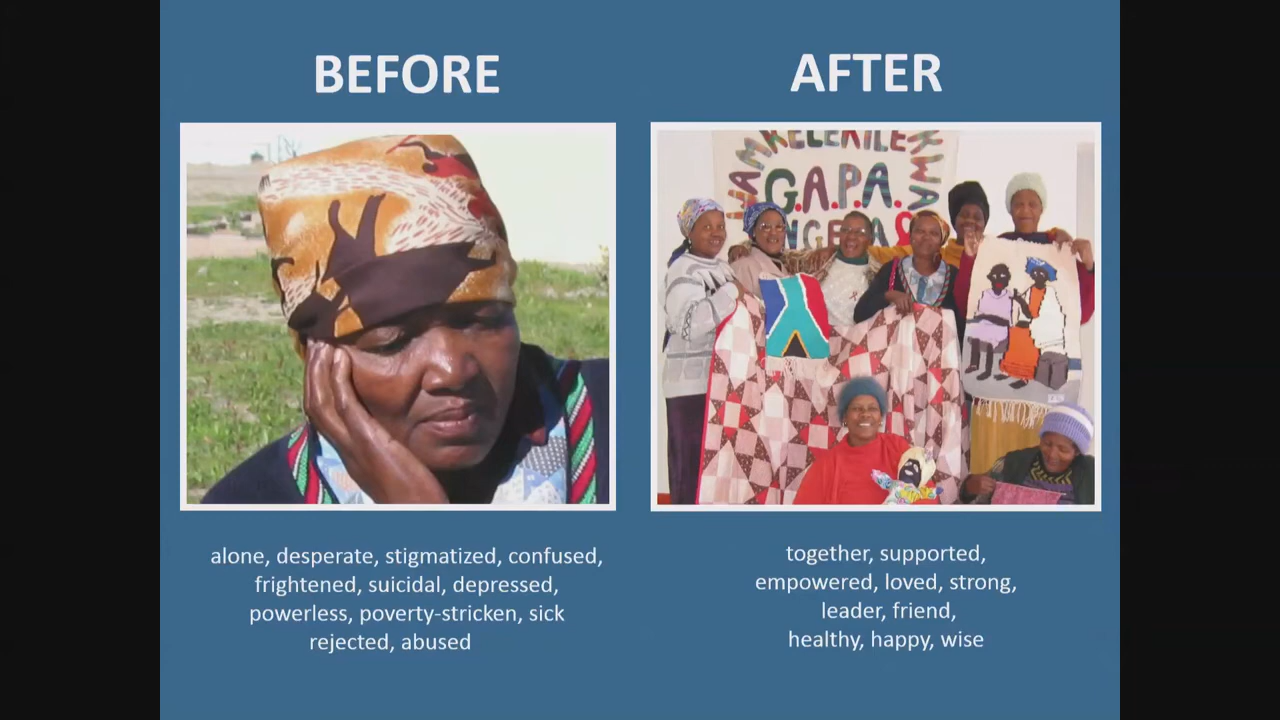 BEFORE
AFTER
G.A.P.A.
alone, desperate, stigmatized, confused,
frightened, suicidal, depressed,
powerless, poverty-stricken, sick
rejected, abused
together, supported,
empowered, loved, strong,
leader, friend,
healthy, happy, wise